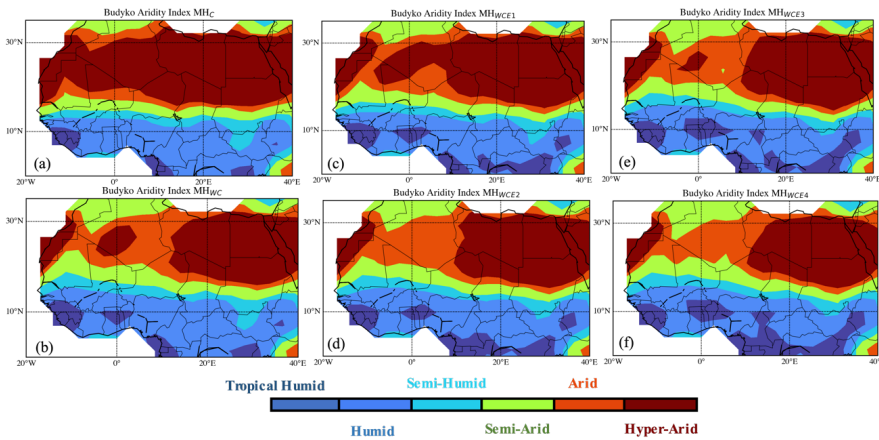 Budyko Aridity Index MH_C
Budyko Aridity Index MH_WCE1
Budyko Aridity Index MH_WCE3
30°N
30°N
30°N
10°N
10°N
10°N
(a)
(c)
(e)
20°W
0°
20°E
40°E
20°W
0°
20°E
40°E
20°W
0°
20°E
40°E
Budyko Aridity Index MH_WC
Budyko Aridity Index MH_WCE2
Budyko Aridity Index MH_WCE4
30°N
30°N
30°N
10°N
10°N
10°N
(b)
(d)
(f)
20°W
0°
20°E
40°E
20°W
0°
20°E
40°E
20°W
0°
20°E
40°E
Tropical Humid
Semi-Humid
Arid
Humid
Semi-Arid
Hyper-Arid